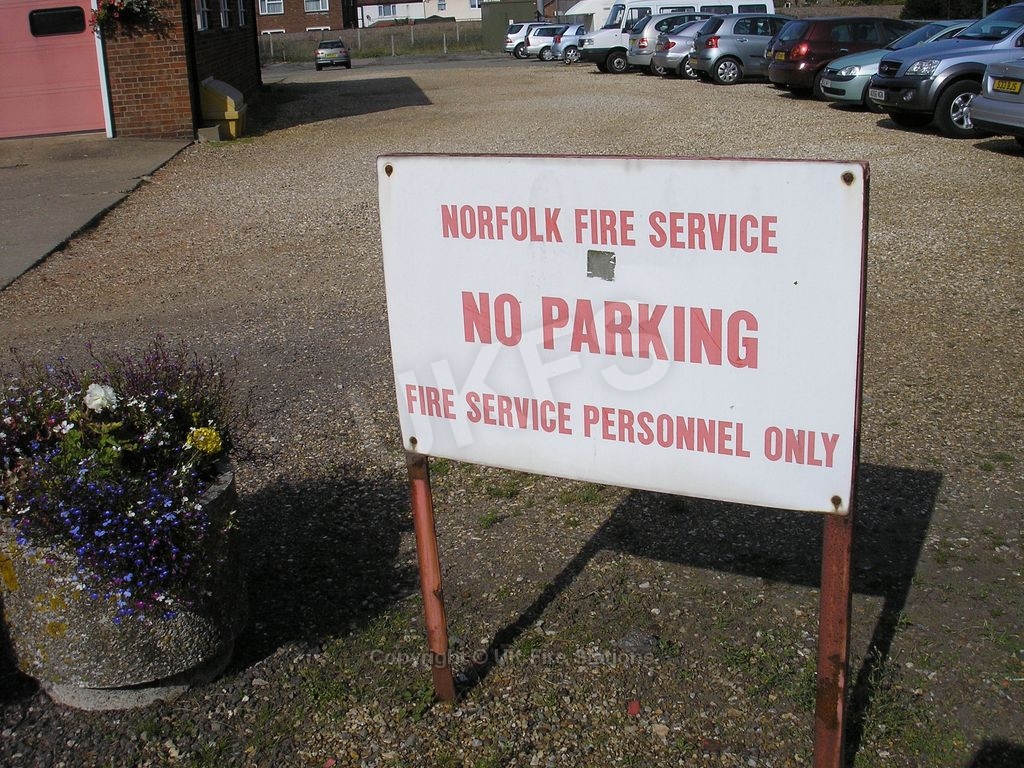 NORFOLK FIRE SERVICE
NO PARKING
FIRE SERVICE PERSONNEL ONLY
UKFS
Copyright © UK Fire Stations